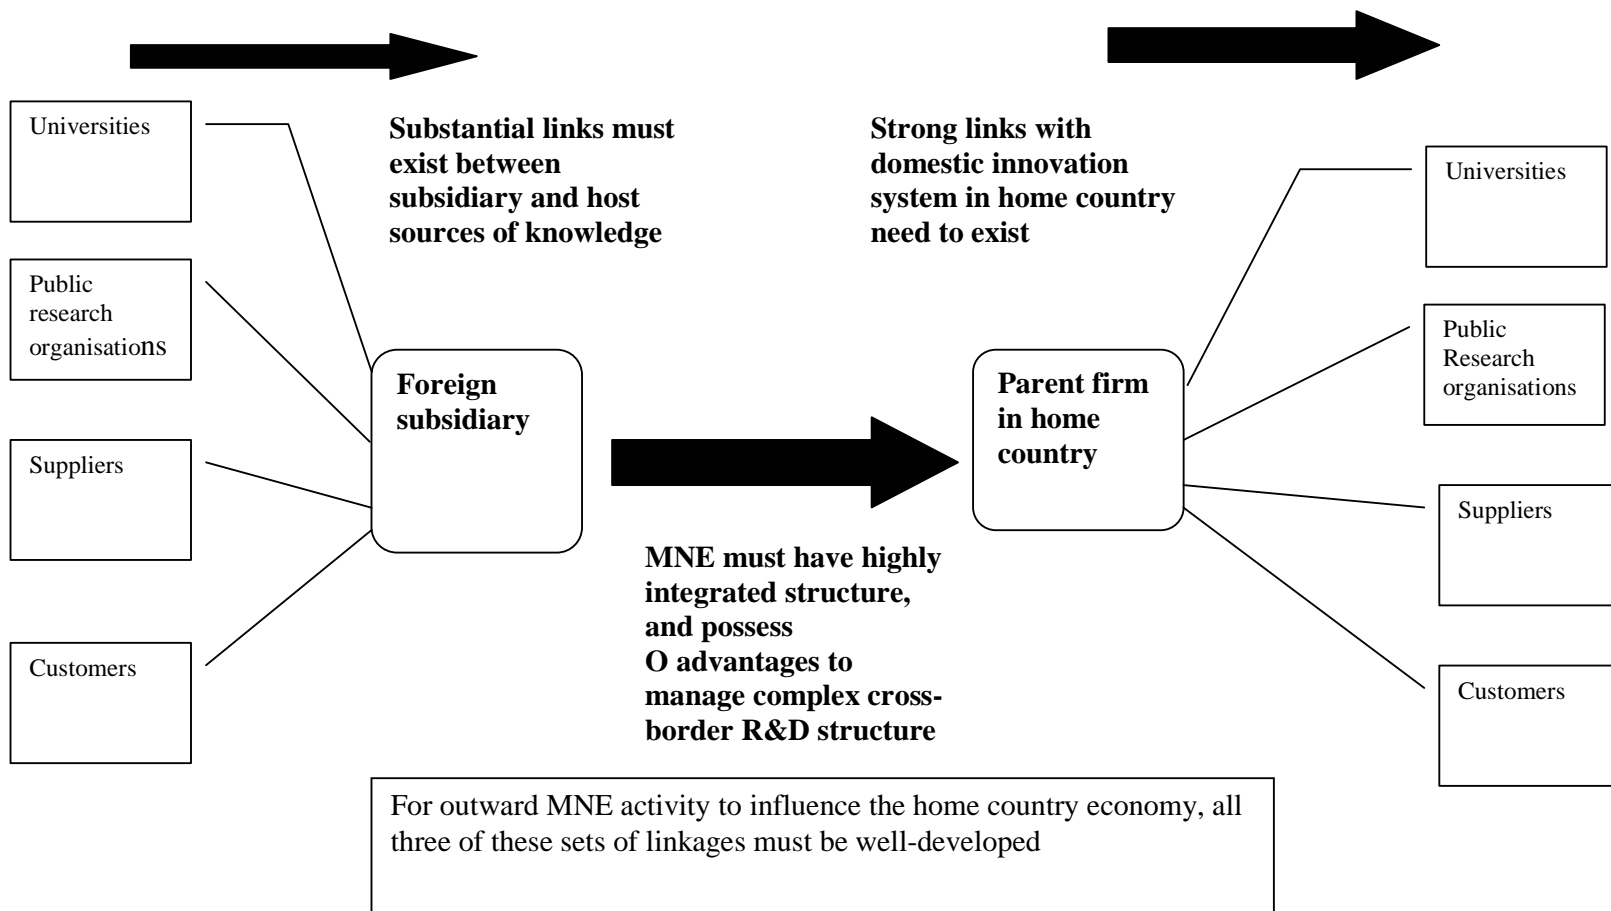 Universities
Substantial links must
exist between
subsidiary and host
sources of knowledge
Strong links with
domestic innovation
system in home country
need to exist
Universities
Public
research
organisations
Public
Research
organisations
Foreign
subsidiary
Parent firm
in home
country
Suppliers
Suppliers
MNE must have highly
integrated structure,
and possess
O advantages to
manage complex cross-
border R&D structure
Customers
Customers
For outward MNE activity to influence the home country economy, all
three of these sets of linkages must be well-developed